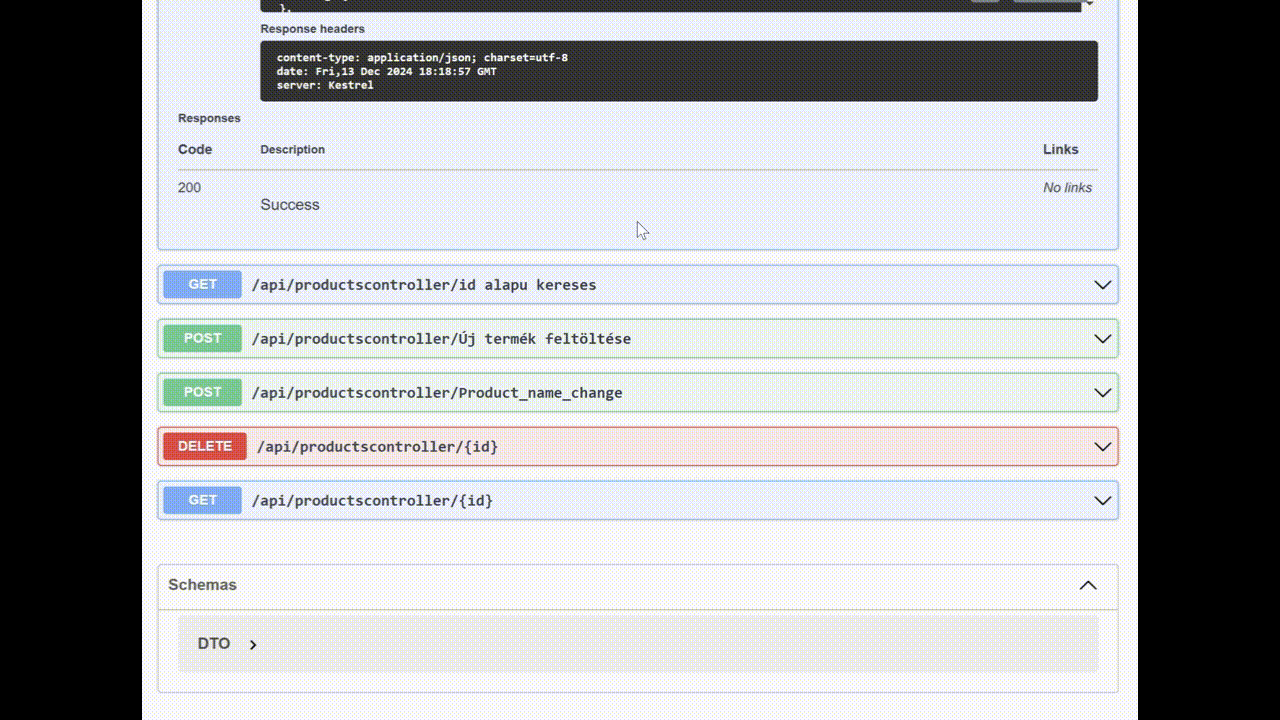 },
Response headers
content-type: application/json; charset=utf-8
date: Fri,13 Dec 2024 18:18:57 GMT
server: Kestrel
Responses
Code Description Links
200 No links
Success
GET /api/productscontroller/id alapu kereses
POST /api/productscontroller/Új termék feltöltése
POST /api/productscontroller/Product_name_change
DELETE /api/productscontroller/{id}
GET /api/productscontroller/{id}
Schemas
DTO